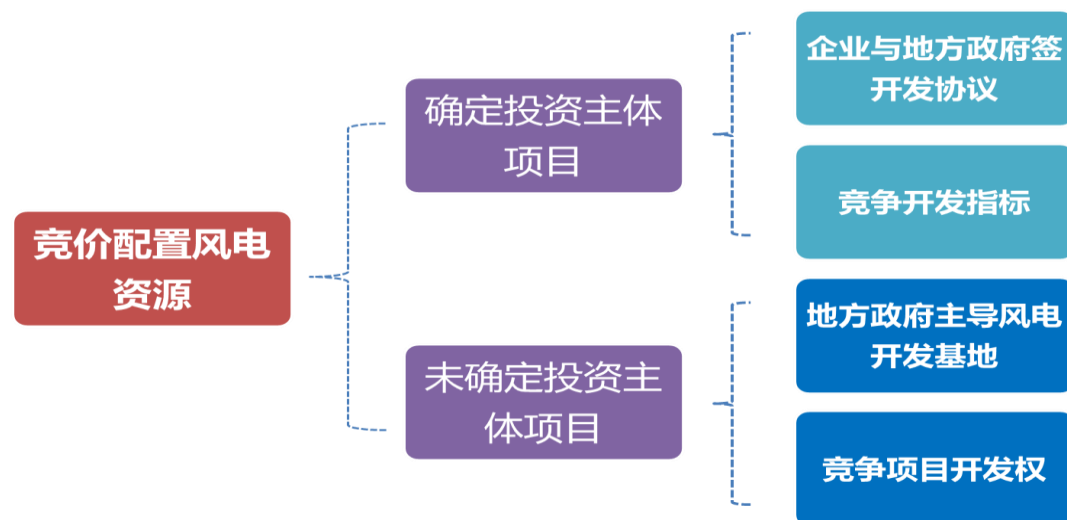 竞价配置风电
资源
确定投资主体
项目
未确定投资主
体项目
企业与地方政府签
开发协议
竞争开发指标
地方政府主导风电
开发基地
竞争项目开发权